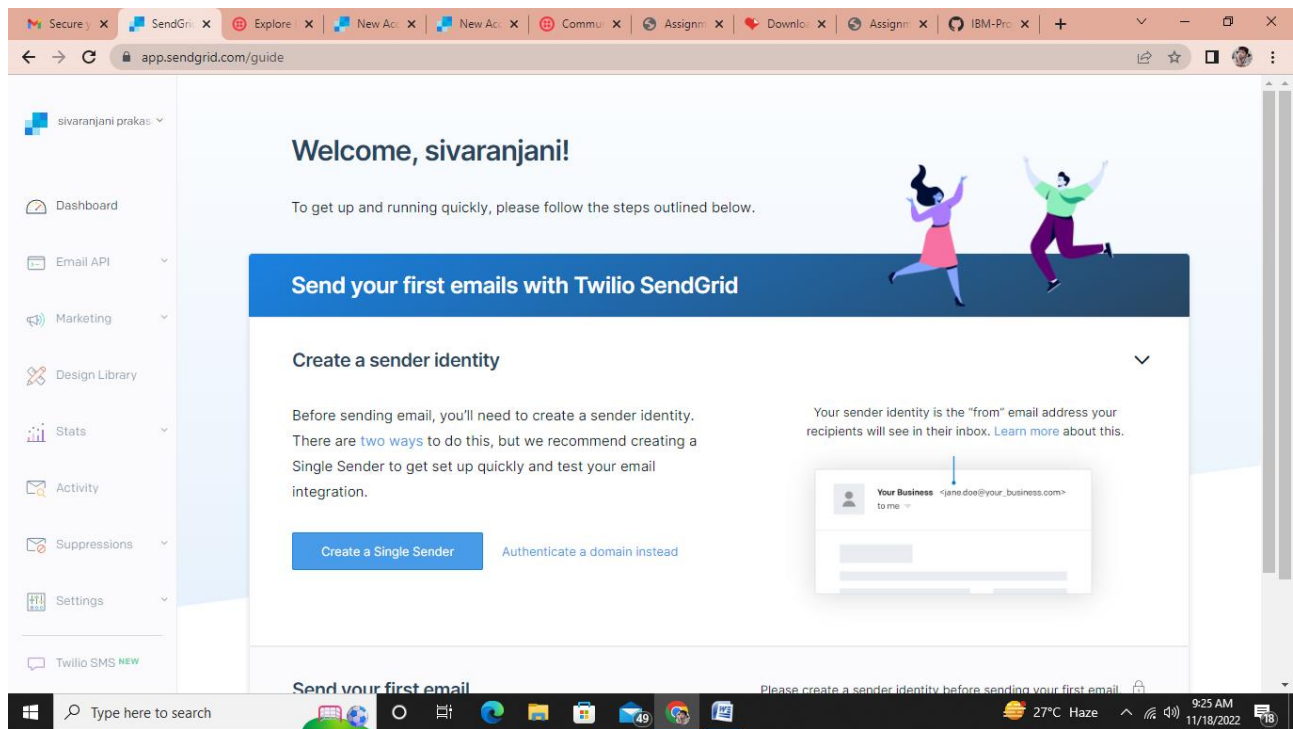 Secure y
SendGri
Explore
New Acc
New Acc
Commu
Assignm
Downlo
Assignm
IBM-Pro
app.sendgrid.com/guide
sivaranjani prakas
Dashboard
Email API
Marketing
Design Library
Stats
Activity
Suppressions
Settings
Twilio SMS NEW
Welcome, sivaranjani!
To get up and running quickly, please follow the steps outlined below.
Send your first emails with Twilio SendGrid
Create a sender identity
Before sending email, you'll need to create a sender identity.
There are two ways to do this, but we recommend creating a
Single Sender to get set up quickly and test your email
integration.
Create a Single Sender
Authenticate a domain instead
Your sender identity is the "from" email address your
recipients will see in their inbox. Learn more about this.
Your Business <jane.doe@your_business.com>
to me
Send your first email
Please create a sender identity before sending your first email.
Type here to search
49
27°C Haze
9:25 AM
11/18/2022
18